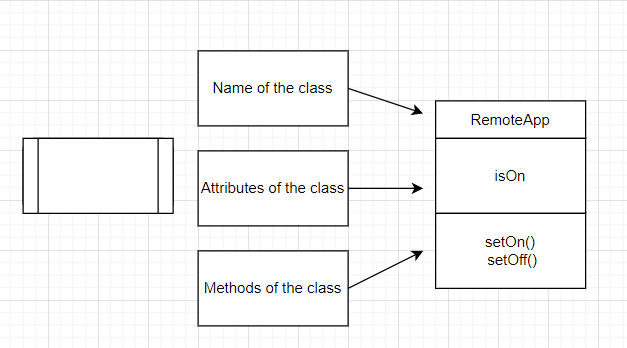 Name of the class
RemoteApp
isOn
Attributes of the class
setOn()
setOff()
Methods of the class